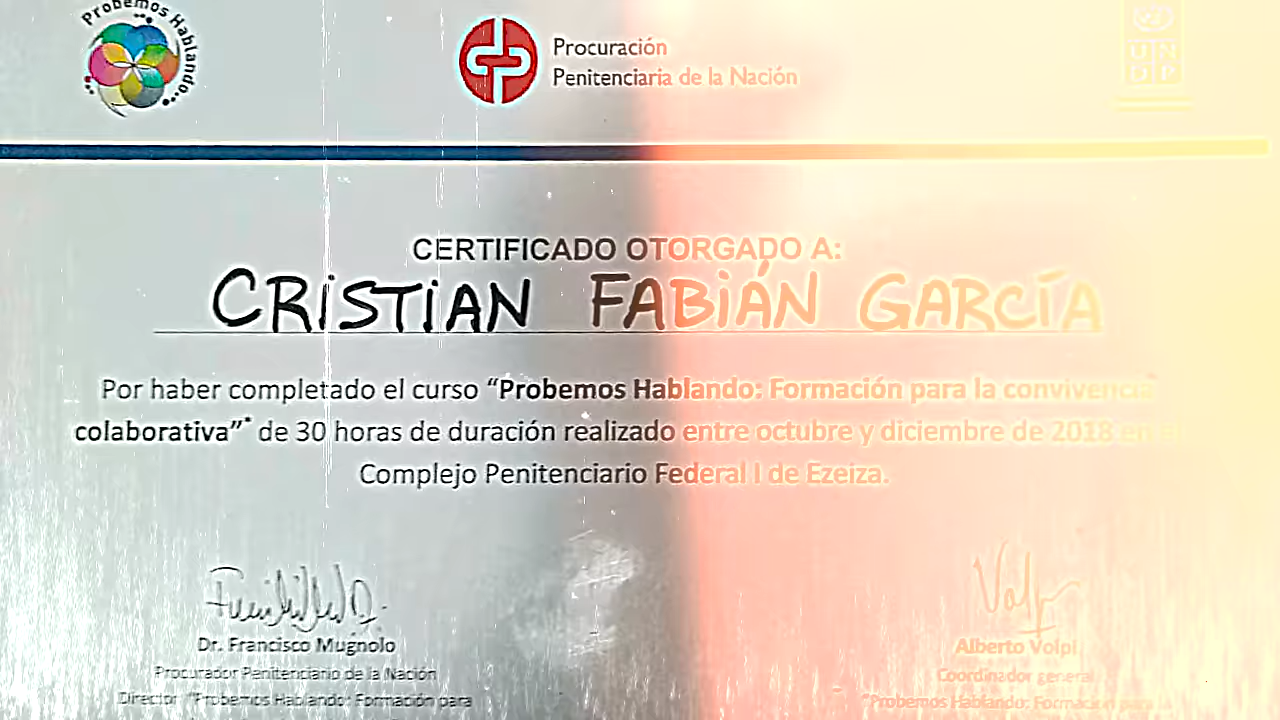 Probemos Hablando...
Procuración
Penitenciaria de la Nación
UN
DP
CERTIFICADO OTORGADO A:
CRISTIAN FABIÁN GARCÍA
Por haber completado el curso “Probemos Hablando: Formación para la convivencia
colaborativa”* de 30 horas de duración realizado entre octubre y diciembre de 2018 en el
Complejo Penitenciario Federal I de Ezeiza.
Dr. Francisco Mugnolo
Alberto Volpi
Procurador Penitenciario de la Nación
Coordinador general
Director "Probemos Hablando: Formación para
"Probemos Hablando: Formación para la